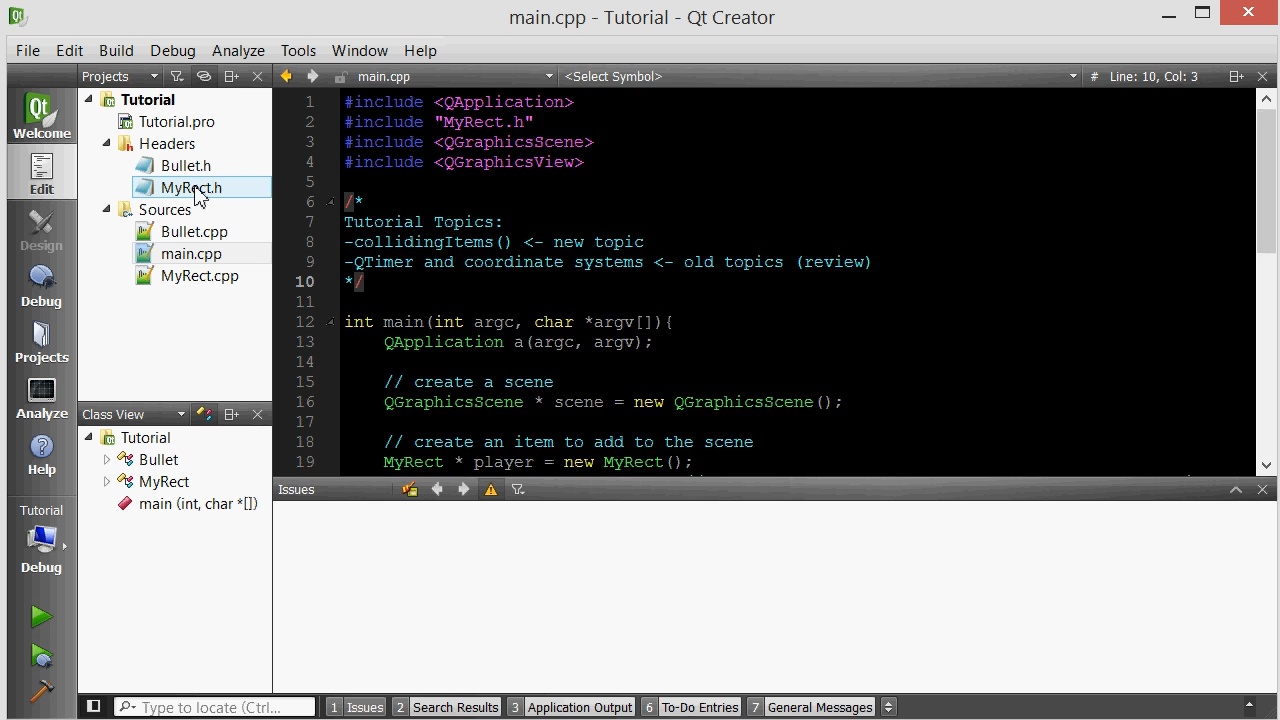 main.cpp - Tutorial - Qt Creator
File Edit Build Debug Analyze Tools Window Help
Projects
main.cpp
<Select Symbol>
# Line: 10, Col: 3
Qt
Welcome
Edit
Design
Debug
Projects
Analyze
Help
Tutorial
Debug
Tutorial
Tutorial.pro
Headers
Bullet.h
MyRect.h
Sources
Bullet.cpp
main.cpp
MyRect.cpp
Class View
Tutorial
Bullet
MyRect
main (int, char *[])
1 #include <QApplication>
2 #include "MyRect.h"
3 #include <QGraphicsScene>
4 #include <QGraphicsView>
5
6 /*
7 Tutorial Topics:
8 -collidingItems() <- new topic
9 -QTimer and coordinate systems <- old topics (review)
10 */
11
12 int main(int argc, char *argv[]){
13 QApplication a(argc, argv);
14
15 // create a scene
16 QGraphicsScene * scene = new QGraphicsScene();
17
18 // create an item to add to the scene
19 MyRect * player = new MyRect();
Issues
Type to locate (Ctrl...
1 Issues 2 Search Results 3 Application Output 6 To-Do Entries 7 General Messages